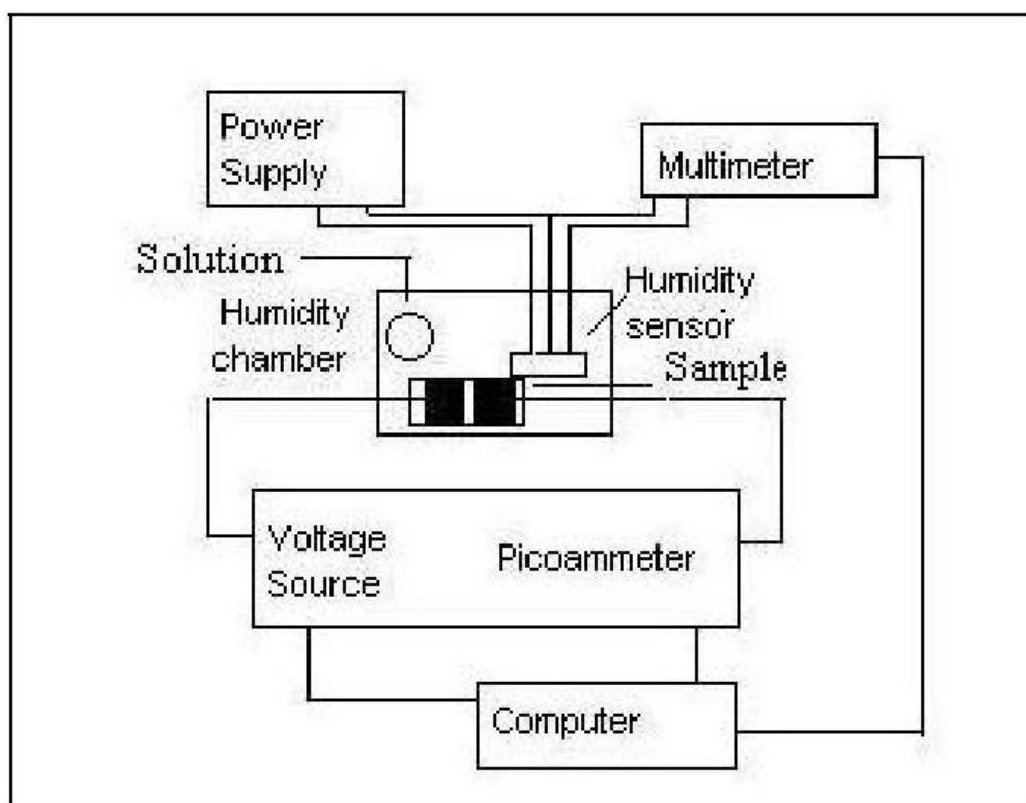 Power
Supply
Multimeter
Solution
Humidity
chamber
Humidity
sensor
Sample
Voltage
Source
Picoammeter
Computer